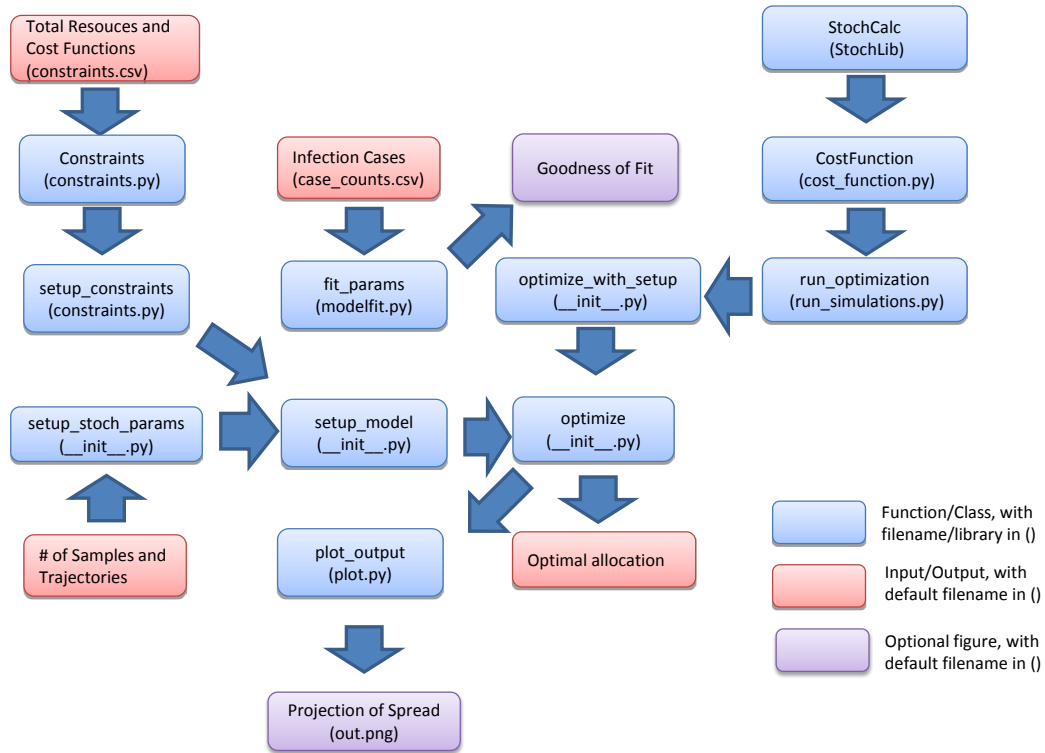 Total Resouces and
Cost Functions
(constraints.csv)
StochCalc
(StochLib)
Constraints
(constraints.py)
Infection Cases
(case_counts.csv)
Goodness of Fit
CostFunction
(cost_function.py)
setup_constraints
(constraints.py)
fit_params
(modelfit.py)
optimize_with_setup
(__init__.py)
run_optimization
(run_simulations.py)
setup_stoch_params
(__init__.py)
setup_model
(__init__.py)
optimize
(__init__.py)
# of Samples and
Trajectories
plot_output
(plot.py)
Optimal allocation
Function/Class, with
filename/library in ()
Input/Output, with
default filename in ()
Optional figure, with
default filename in ()
Projection of Spread
(out.png)